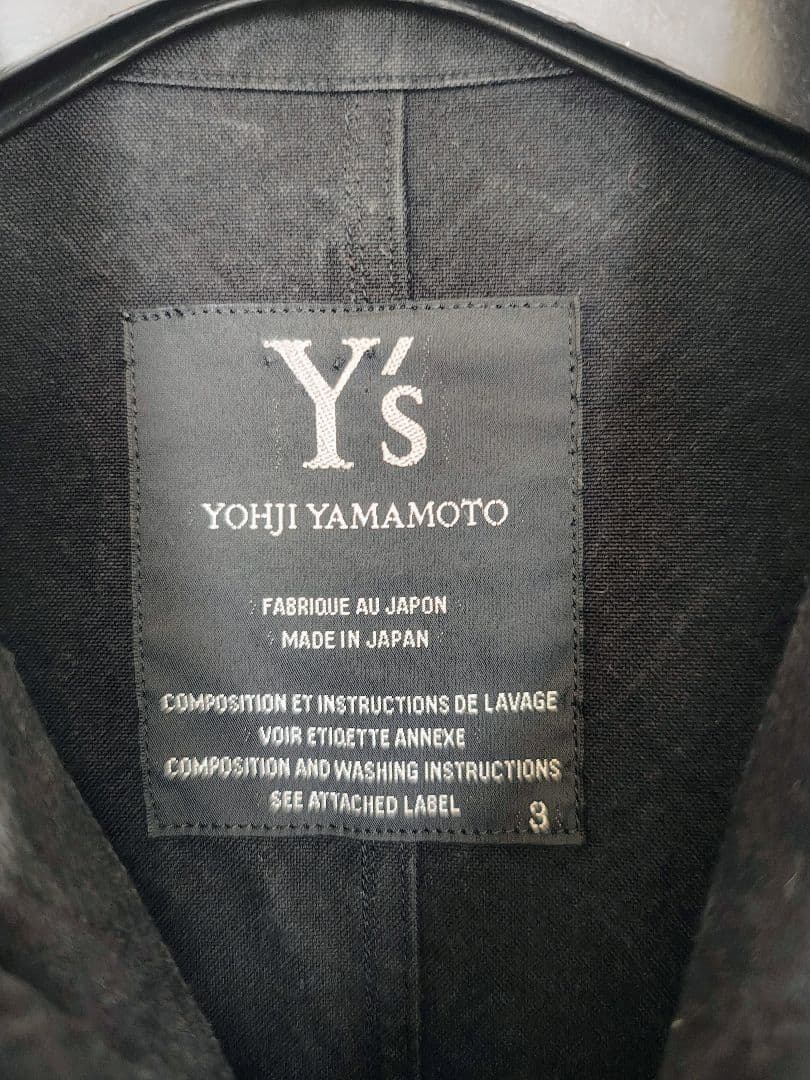 Y's
YOHJI YAMAMOTO
FABRIQUE AU JAPON
MADE IN JAPAN
COMPOSITION ET INSTRUCTIONS DE LAVAGE
VOIR ETIQETTE ANNEXE
COMPOSITION AND WASHING INSTRUCTIONS
SEE ATTACHED LABEL 3